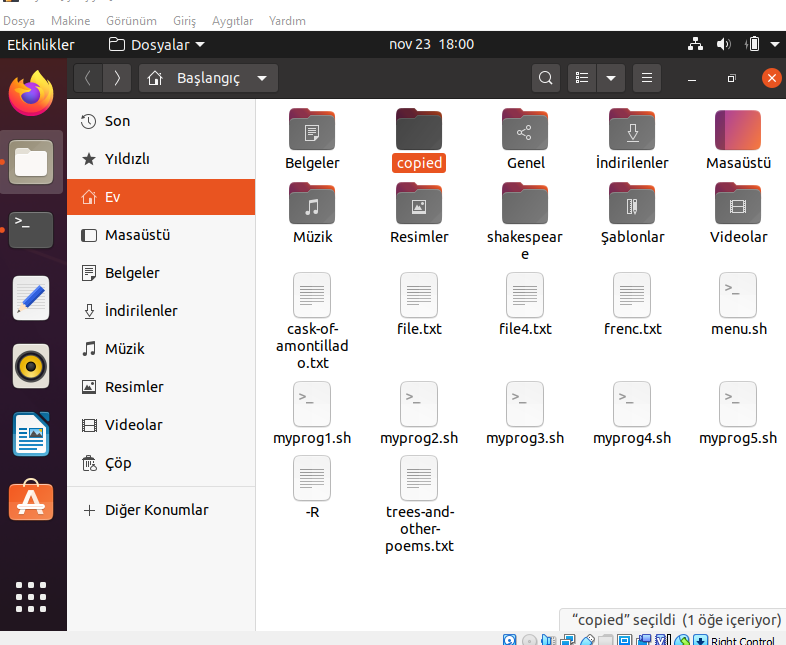 Dosya Makine Görünüm Giriş Aygıtlar Yardım
Etkinlikler Dosyalar nov 23 18:00
Başlangıç
Son
Yıldızlı
Ev
Masaüstü
Belgeler
İndirilenler
Müzik
Resimler
Videolar
Çöp
Diğer Konumlar
Belgeler copied Genel İndirilenler Masaüstü
Müzik Resimler shakespear
e Şablonlar Videolar
cask-of-
amontillad
o.txt file.txt file4.txt frenc.txt menu.sh
myprog1.sh myprog2.sh myprog3.sh myprog4.sh myprog5.sh
-R trees-and-
other-
poems.txt
“copied” seçildi (1 öğe içeriyor)
Right Control